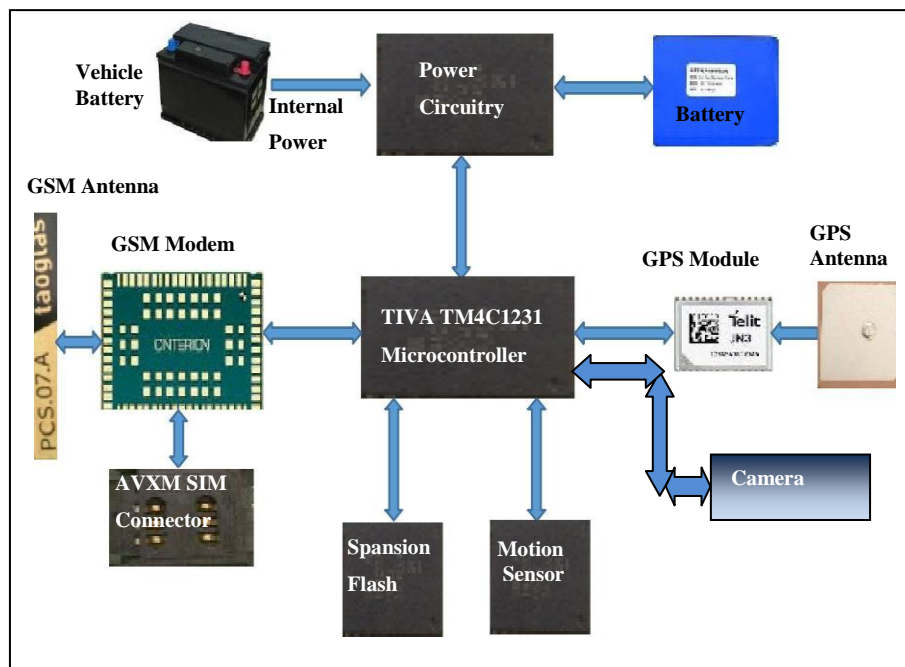 Vehicle
Battery
Internal
Power
Power
Circuitry
Battery
GSM Antenna
taoglas
PCS.07.A
GSM Modem
CINTERION
TIVA TM4C1231
Microcontroller
GPS Module
Telit
JN3
GPS
Antenna
AVXM SIM
Connector
Spansion
Flash
Motion
Sensor
Camera